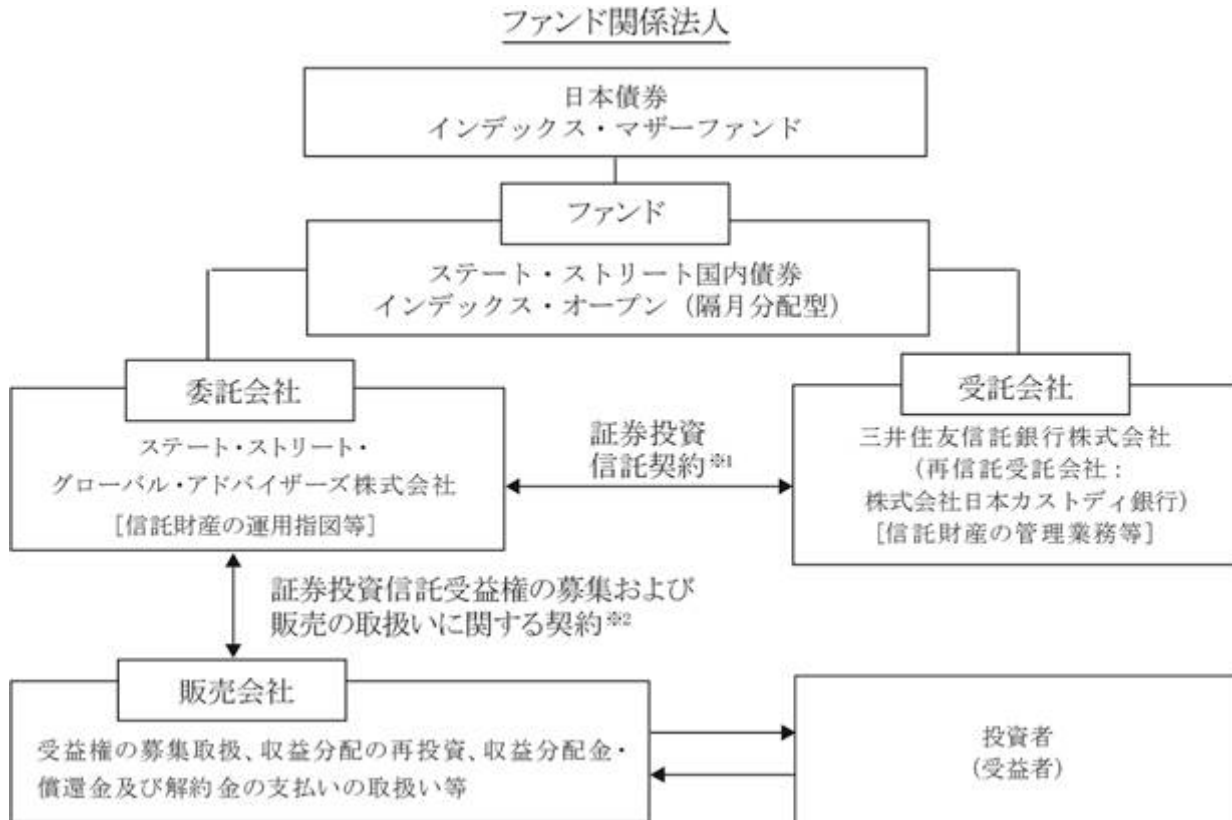 ファンド関係法人
日本債券
インデックス・マザーファンド
ファンド
ステート・ストリート国内債券
インデックス・オープン（隔月分配型）
委託会社
ステート・ストリート・
グローバル・アドバイザーズ株式会社
［信託財産の運用指図等］
証券投資
信託契約※1
受託会社
三井住友信託銀行株式会社
（再信託受託会社：
株式会社日本カストディ銀行）
［信託財産の管理業務等］
証券投資信託受益権の募集および
販売の取扱いに関する契約※2
販売会社
受益権の募集取扱、収益分配の再投資、収益分配金・
償還金及び解約金の支払いの取扱い等
投資者
（受益者）